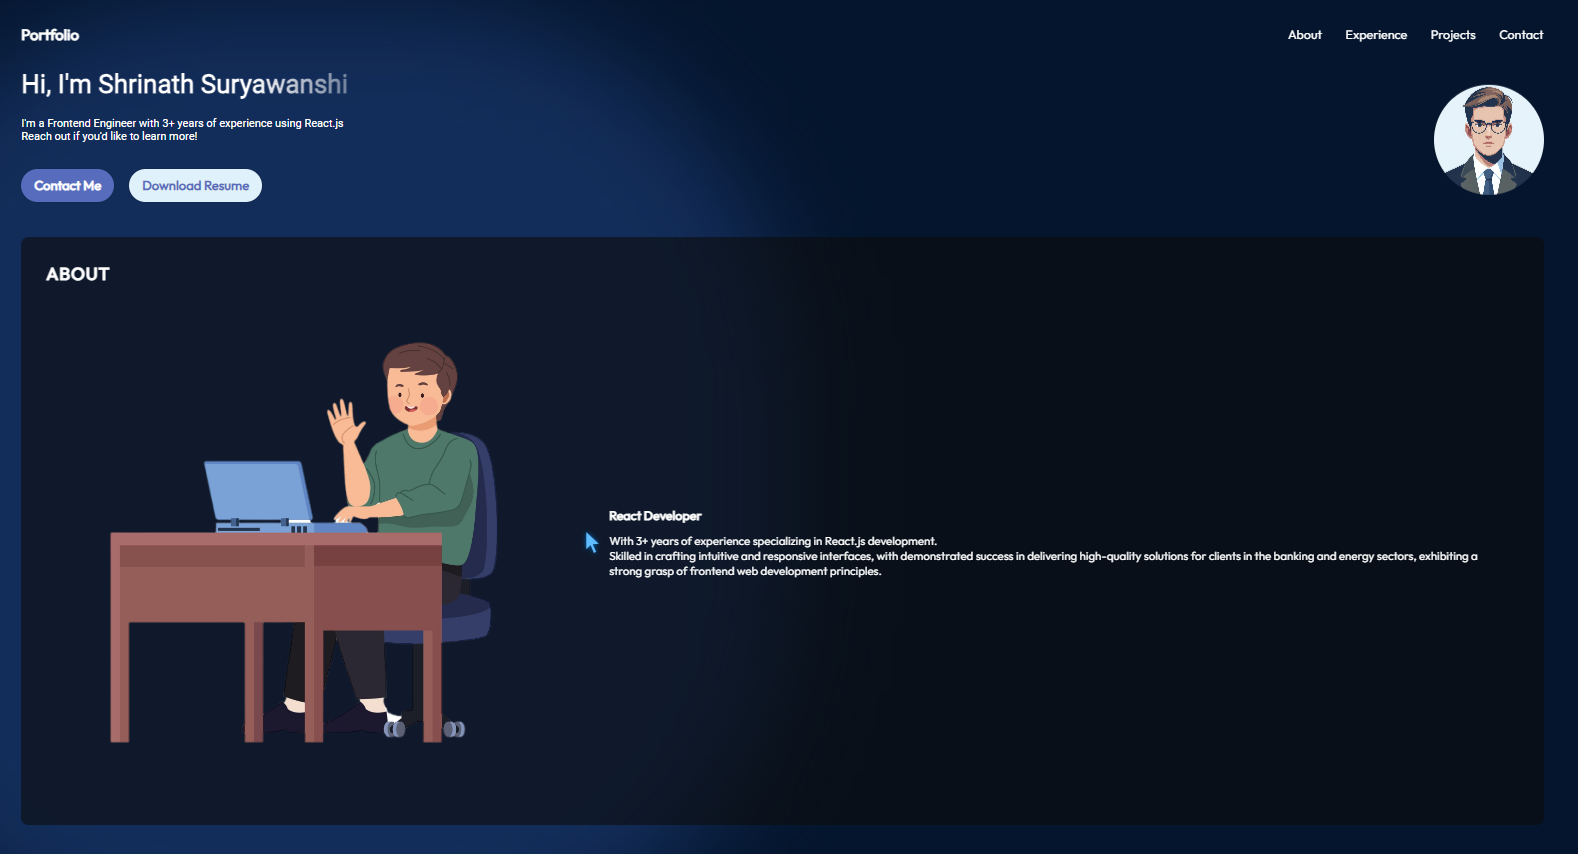 Portfolio
About Experience Projects Contact
Hi, I'm Shrinath Suryawanshi
I'm a Frontend Engineer with 3+ years of experience using React.js
Reach out if you'd like to learn more!
Contact Me Download Resume
ABOUT
React Developer
With 3+ years of experience specializing in React.js development.
Skilled in crafting intuitive and responsive interfaces, with demonstrated success in delivering high-quality solutions for clients in the banking and energy sectors, exhibiting a
strong grasp of frontend web development principles.